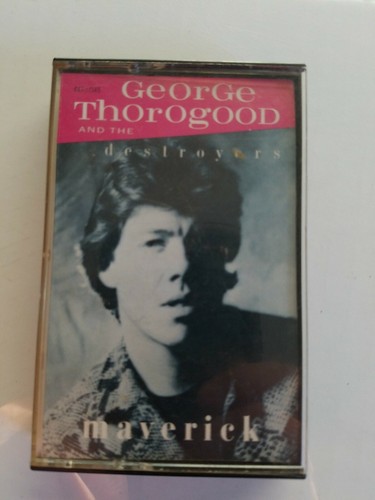 GeorGe
THoroGooD
AND THE
destroyers
maverick